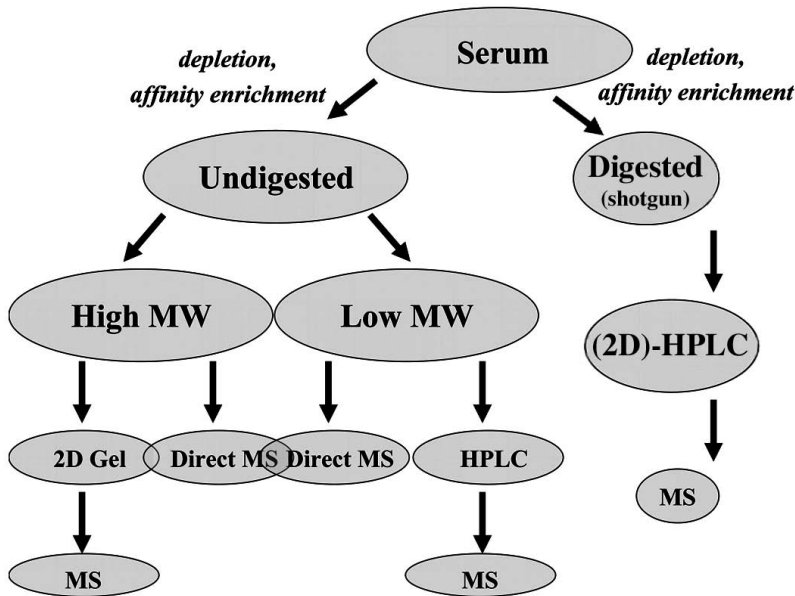 Serum
depletion,
affinity enrichment
depletion,
affinity enrichment
Undigested
Digested
(shotgun)
High MW
Low MW
(2D)-HPLC
2D Gel
Direct MS
Direct MS
HPLC
MS
MS
MS